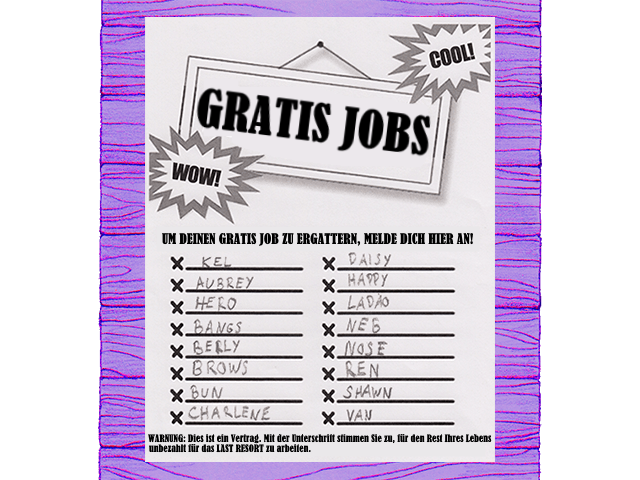 COOL!
GRATIS JOBS
WOW!
UM DEINEN GRATIS JOB ZU ERGATTERN, MELDE DICH HIER AN!
X KEL
X AUBREY
X HERO
X BANGS
X BERLY
X BROWS
X BUN
X CHARLENE
X DAISY
X HAPPY
X LADAO
X NEB
X NOSE
X REN
X SHAWN
X VAN
WARNUNG: Dies ist ein Vertrag. Mit der Unterschrift stimmen Sie zu, für den Rest Ihres Lebens
unbezahlt für das LAST RESORT zu arbeiten.